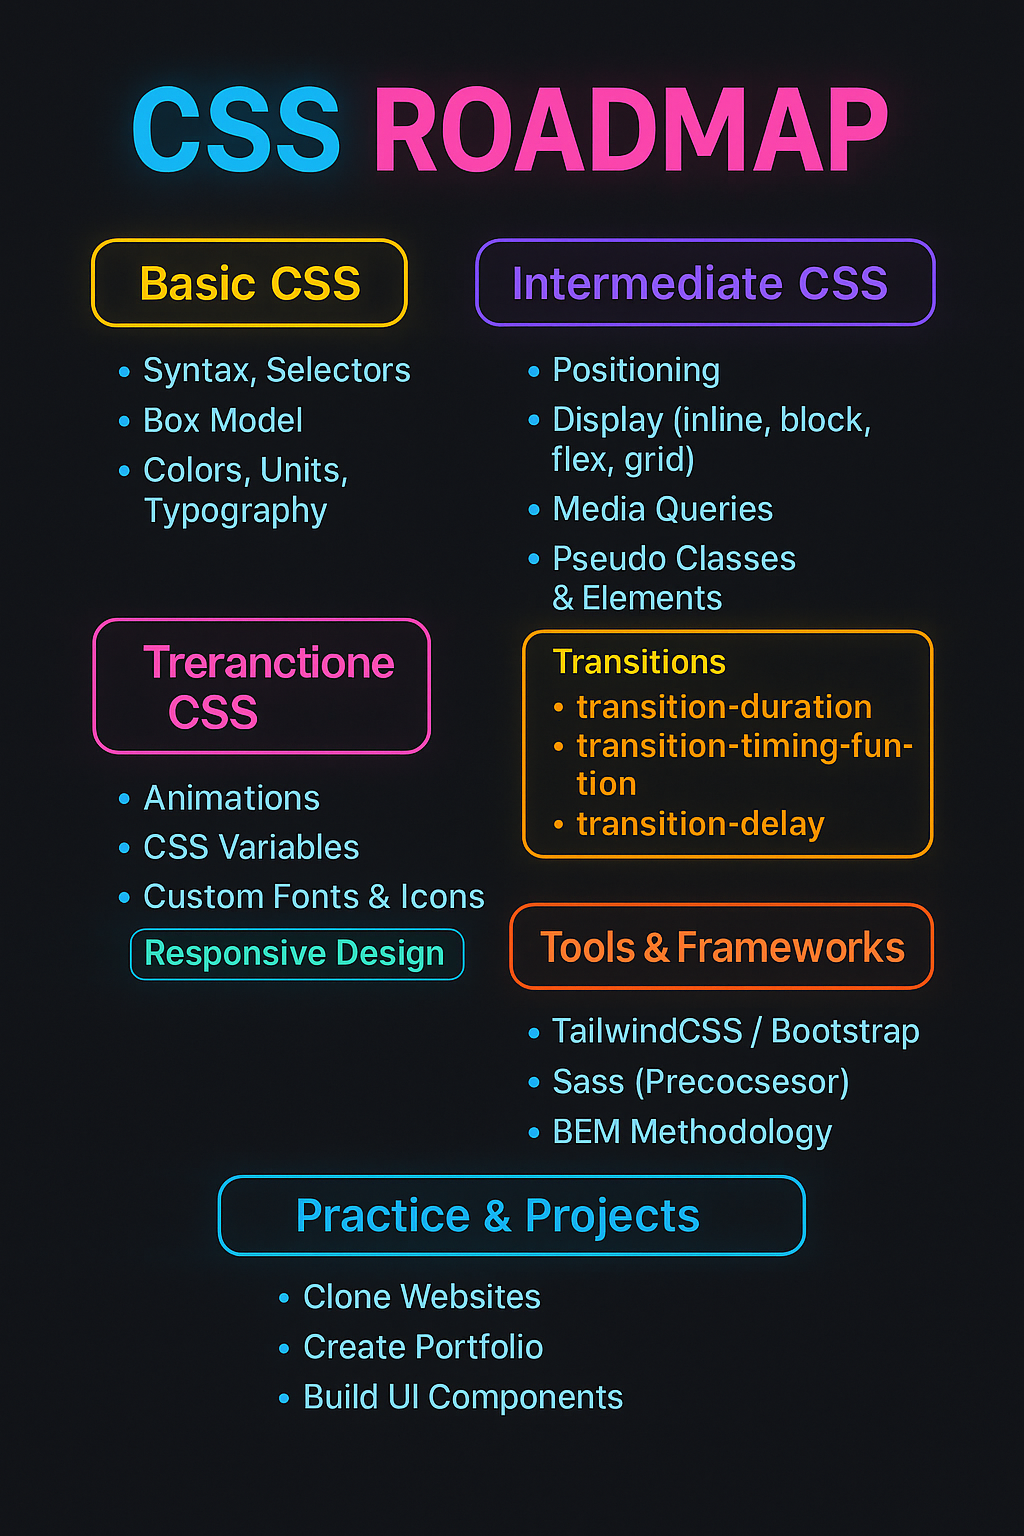 CSS ROADMAP
Basic CSS
• Syntax, Selectors
• Box Model
• Colors, Units,
Typography
Intermediate CSS
• Positioning
• Display (inline, block,
flex, grid)
• Media Queries
• Pseudo Classes
& Elements
Treranctione
CSS
• Animations
• CSS Variables
• Custom Fonts & Icons
Responsive Design
Transitions
• transition-duration
• transition-timing-fun-
tion
• transition-delay
Tools & Frameworks
• TailwindCSS / Bootstrap
• Sass (Precocsesor)
• BEM Methodology
Practice & Projects
• Clone Websites
• Create Portfolio
• Build UI Components